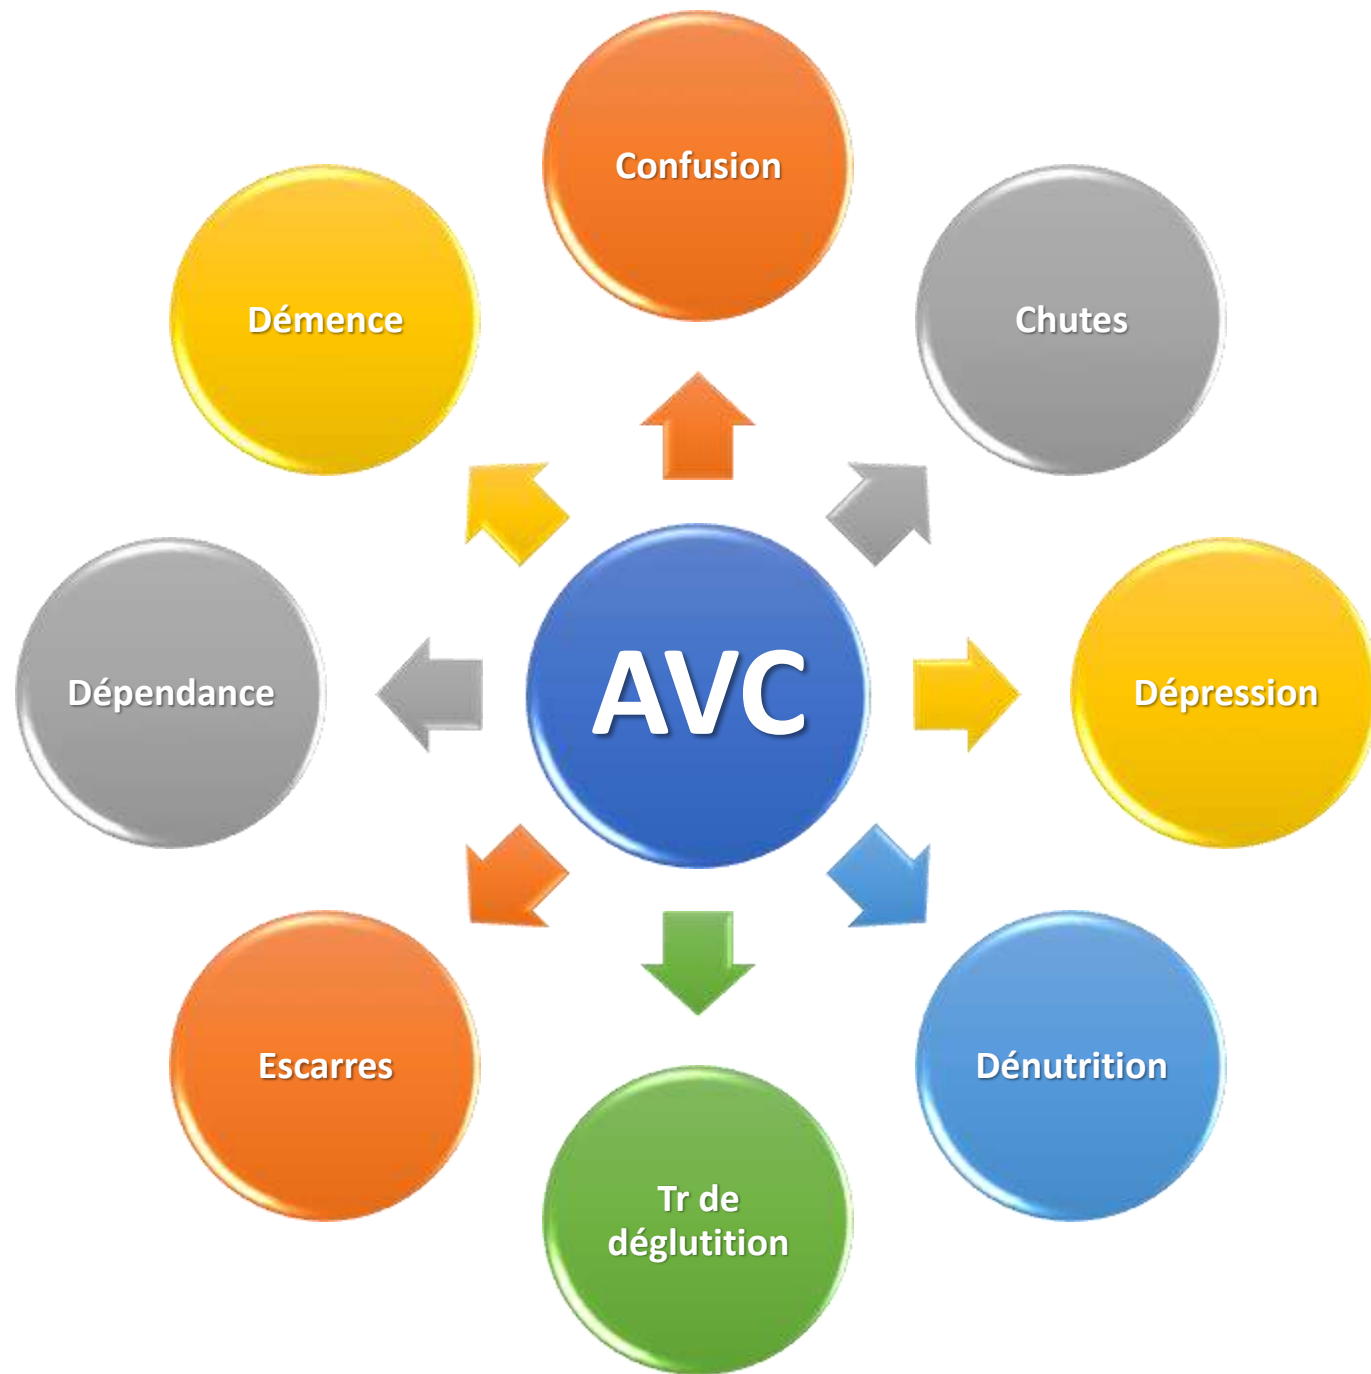 Confusion
Démence
Chutes
AVC
Dépendance
Dépression
Escarres
Dénutrition
Tr de
déglutition